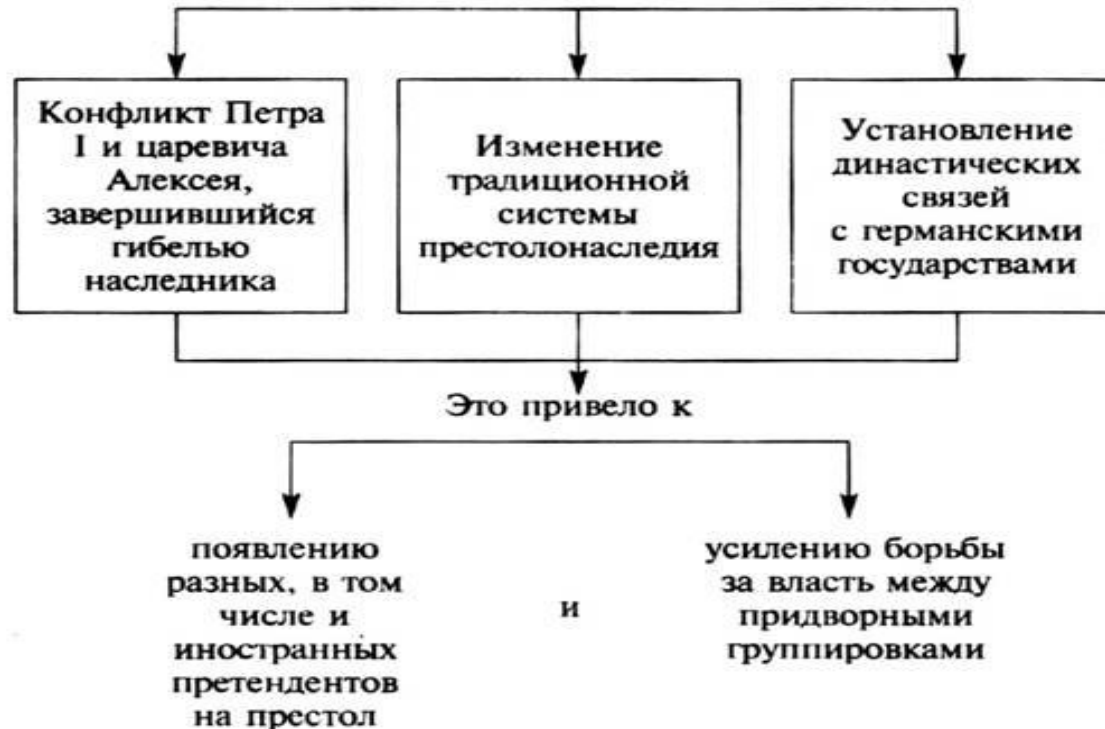 Конфликт Петра
I и царевича
Алексея,
завершившийся
гибелью
наследника
Изменение
традиционной
системы
престолонаследия
Установление
династических
связей
с германскими
государствами
Это привело к
появлению
разных, в том
числе и
иностранных
претендентов
на престол
и
усилению борьбы
за власть между
придворными
группировками